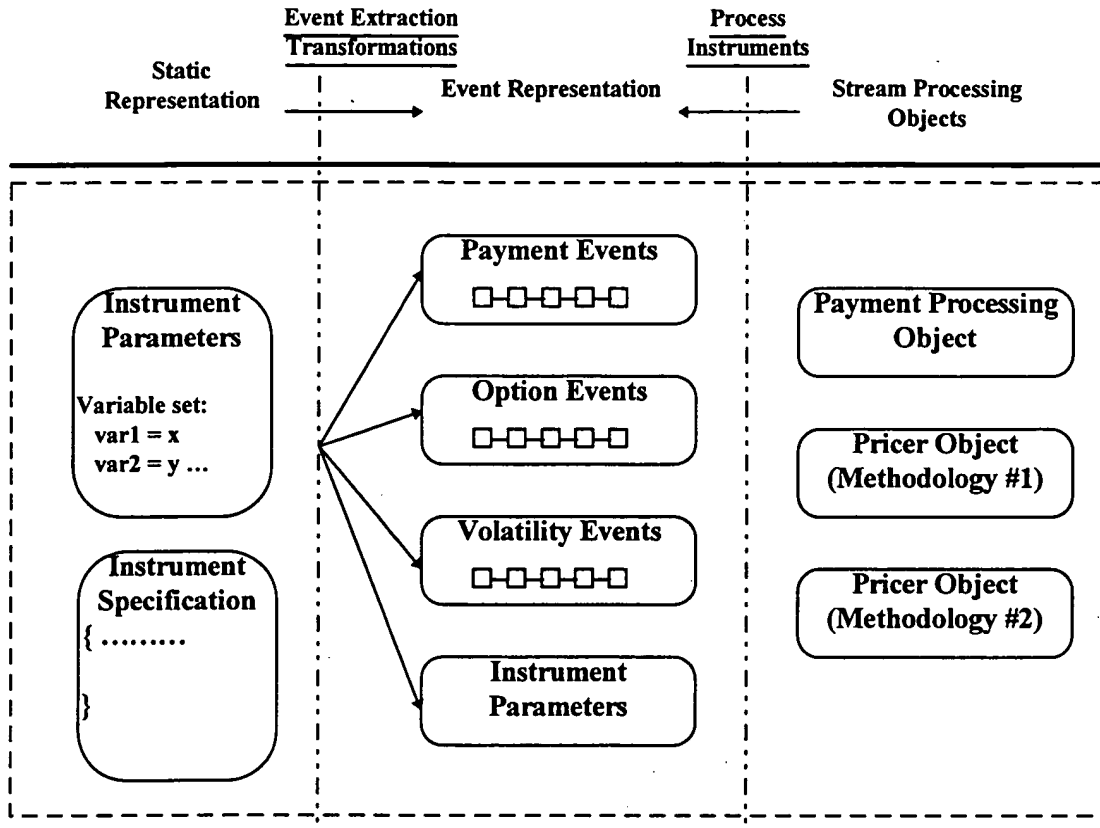 Event Extraction
Transformations
Process
Instruments
Static
Representation
Event Representation
Stream Processing
Objects
Instrument
Parameters
Variable set:
var1 = x
var2 = y ...
Instrument
Specification
{ .........
}
Payment Events
Option Events
Volatility Events
Instrument
Parameters
Payment Processing
Object
Pricer Object
(Methodology #1)
Pricer Object
(Methodology #2)